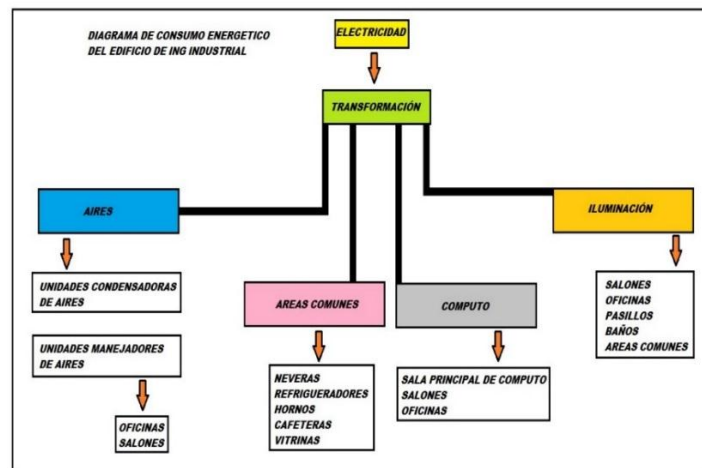 DIAGRAMA DE CONSUMO ENERGETICO
DEL EDIFICIO DE ING INDUSTRIAL
ELECTRICIDAD
TRANSFORMACIÓN
AIRES
ILUMINACIÓN
UNIDADES CONDENSADORAS
DE AIRES
UNIDADES MANEJADORES
DE AIRES
OFICINAS
SALONES
AREAS COMUNES
NEVERAS
REFRIGUERADORES
HORNOS
CAFETERAS
VITRINAS
COMPUTO
SALA PRINCIPAL DE COMPUTO
SALONES
OFICINAS
SALONES
OFICINAS
PASILLOS
BAÑOS
AREAS COMUNES